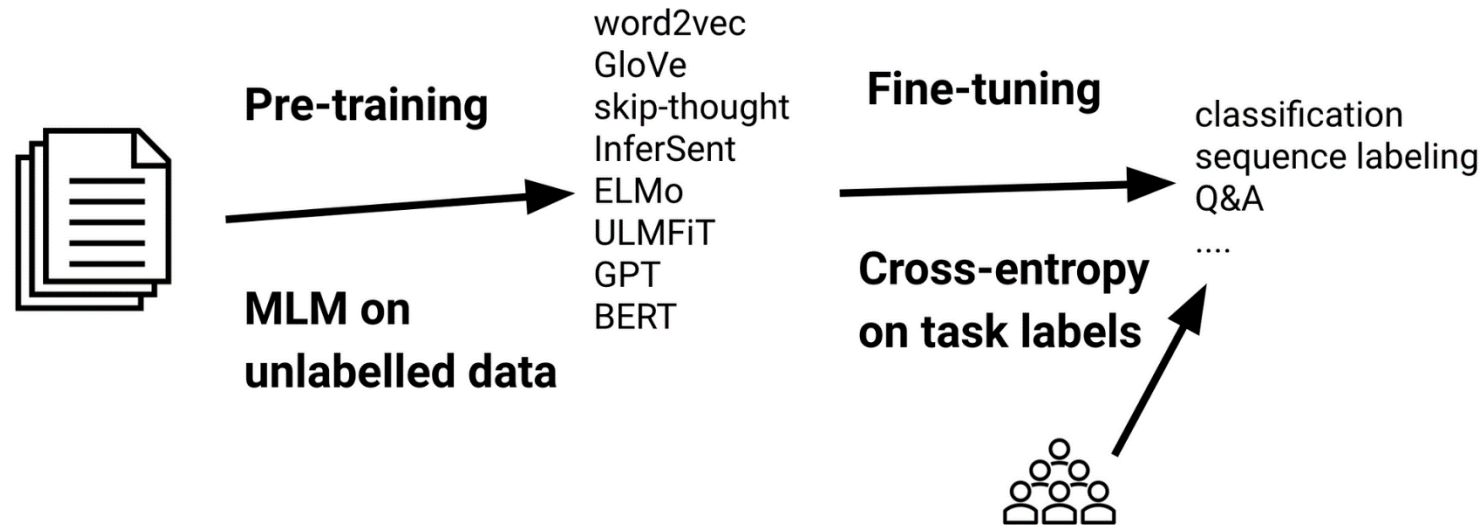 Pre-training
MLM on
unlabelled data
word2vec
GloVe
skip-thought
InferSent
ELMo
ULMFiT
GPT
BERT
Fine-tuning
Cross-entropy
on task labels
classification
sequence labeling
Q&A
....